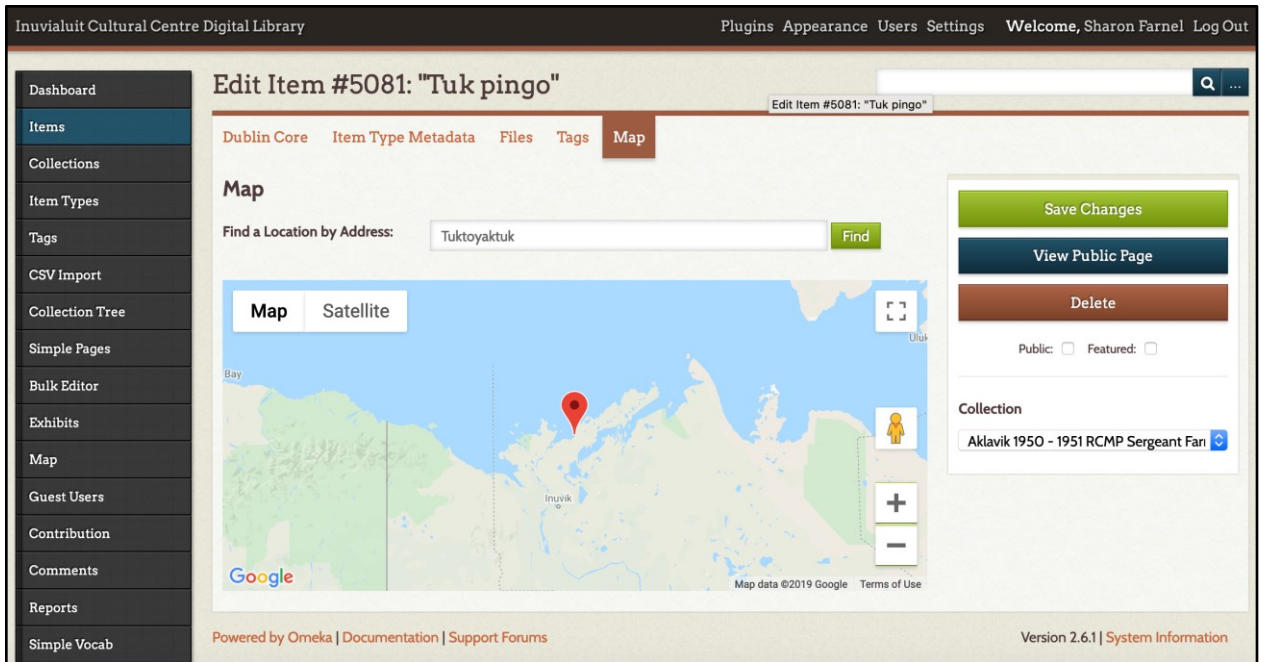 Inuvialuit Cultural Centre Digital Library
Plugins Appearance Users Settings Welcome, Sharon Farnel Log Out
Dashboard
Items
Collections
Item Types
Tags
CSV Import
Collection Tree
Simple Pages
Bulk Editor
Exhibits
Map
Guest Users
Contribution
Comments
Reports
Simple Vocab
Edit Item #5081: "Tuk pingo"
...
Edit Item #5081: "Tuk pingo"
Dublin Core Item Type Metadata Files Tags Map
Map
Find a Location by Address: Tuktoyaktuk Find
Map Satellite
Uluk
Bay
Inuvik
Google
Map data ©2019 Google Terms of Use
Save Changes
View Public Page
Delete
Public: Featured:
Collection
Aklavik 1950 - 1951 RCMP Sergeant Farı
Powered by Omeka | Documentation | Support Forums
Version 2.6.1 | System Information